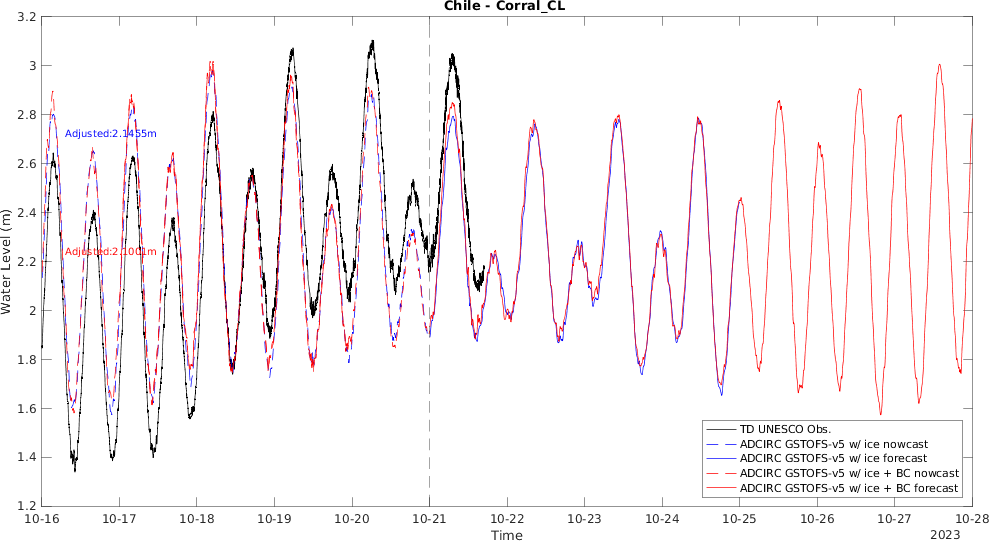 Chile - Corral_CL
3.2
3
2.8
2.6
2.4
2.2
2
1.8
1.6
1.4
1.2
Water Level (m)
Adjusted:2.1455m
Adjusted:2.1001m
TD UNESCO Obs.
ADCIRC GSTOFS-v5 w/ ice nowcast
ADCIRC GSTOFS-v5 w/ ice forecast
ADCIRC GSTOFS-v5 w/ ice + BC nowcast
ADCIRC GSTOFS-v5 w/ ice + BC forecast
10-16 10-17 10-18 10-19 10-20 10-21 10-22 10-23 10-24 10-25 10-26 10-27 10-28
Time
2023